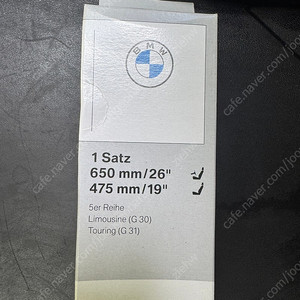 BMW
1 Satz
650 mm/26"
475 mm/19"
5er Reihe
Limousine (G 30)
Touring (G 31)